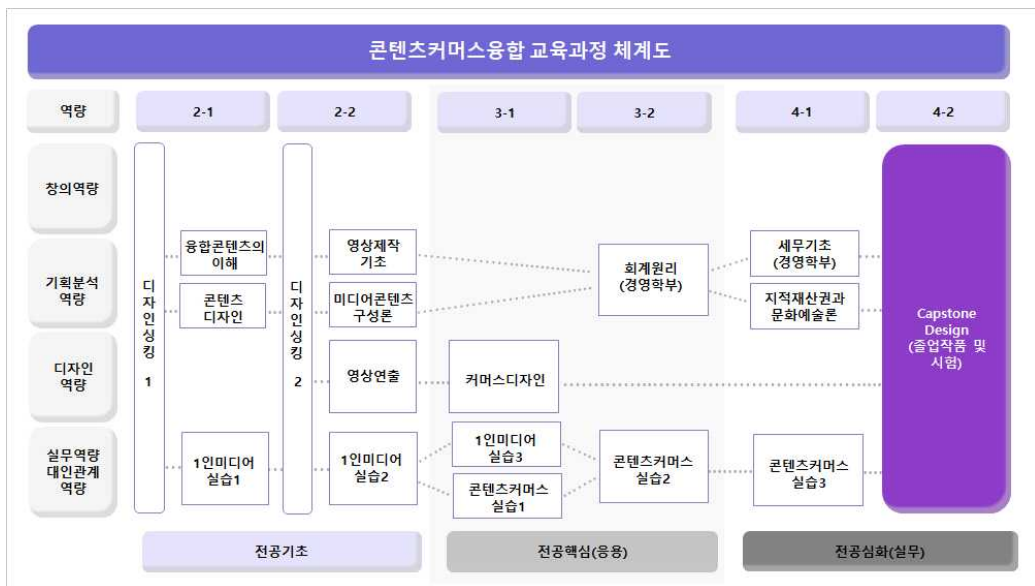 콘텐츠커머스융합 교육과정 체계도
역량
2-1
2-2
3-1
3-2
4-1
4-2
창의역량
기획분석
역량
디자인
역량
실무역량
대인관계
역량
디자인싱킹 1
융합콘텐츠의
이해
콘텐츠
디자인
1인미디어
실습1
디자인싱킹 2
영상제작
기초
미디어콘텐츠
구성론
영상연출
1인미디어
실습2
커머스디자인
1인미디어
실습3
콘텐츠커머스
실습1
회계원리
(경영학부)
콘텐츠커머스
실습2
세무기초
(경영학부)
지적재산권과
문화예술론
콘텐츠커머스
실습3
Capstone
Design
(졸업작품 및
시험)
전공기초
전공핵심(응용)
전공심화(실무)